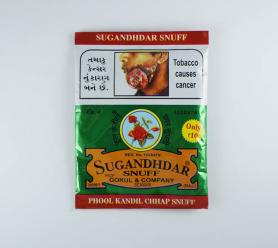 SUGANDHDAR SNUFF
તમાકુ
કેન્સર
નું કારણ
બને છે.
Tobacco
causes
cancer
Only
₹10
SUGANDHDAR
SNUFF
GOKUL & COMPANY
PHOOL KANDIL CHHAP SNUFF